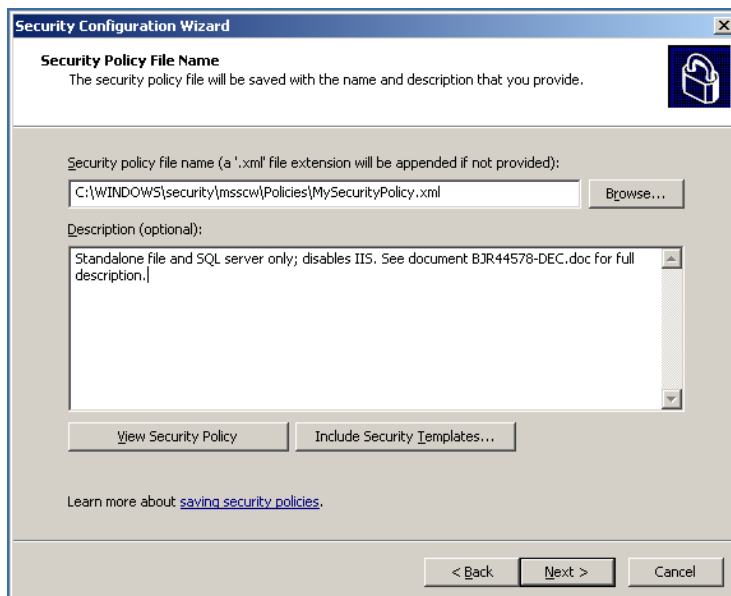 Security Configuration Wizard
Security Policy File Name
The security policy file will be saved with the name and description that you provide.
Security policy file name (a '.xml' file extension will be appended if not provided):
C:\WINDOWS\security\msscw\Policies\MySecurityPolicy.xml
Browse...
Description (optional):
Standalone file and SQL server only; disables IIS. See document BJR44578-DEC.doc for full
description.
View Security Policy
Include Security Templates...
Learn more about saving security policies.
< Back
Next >
Cancel